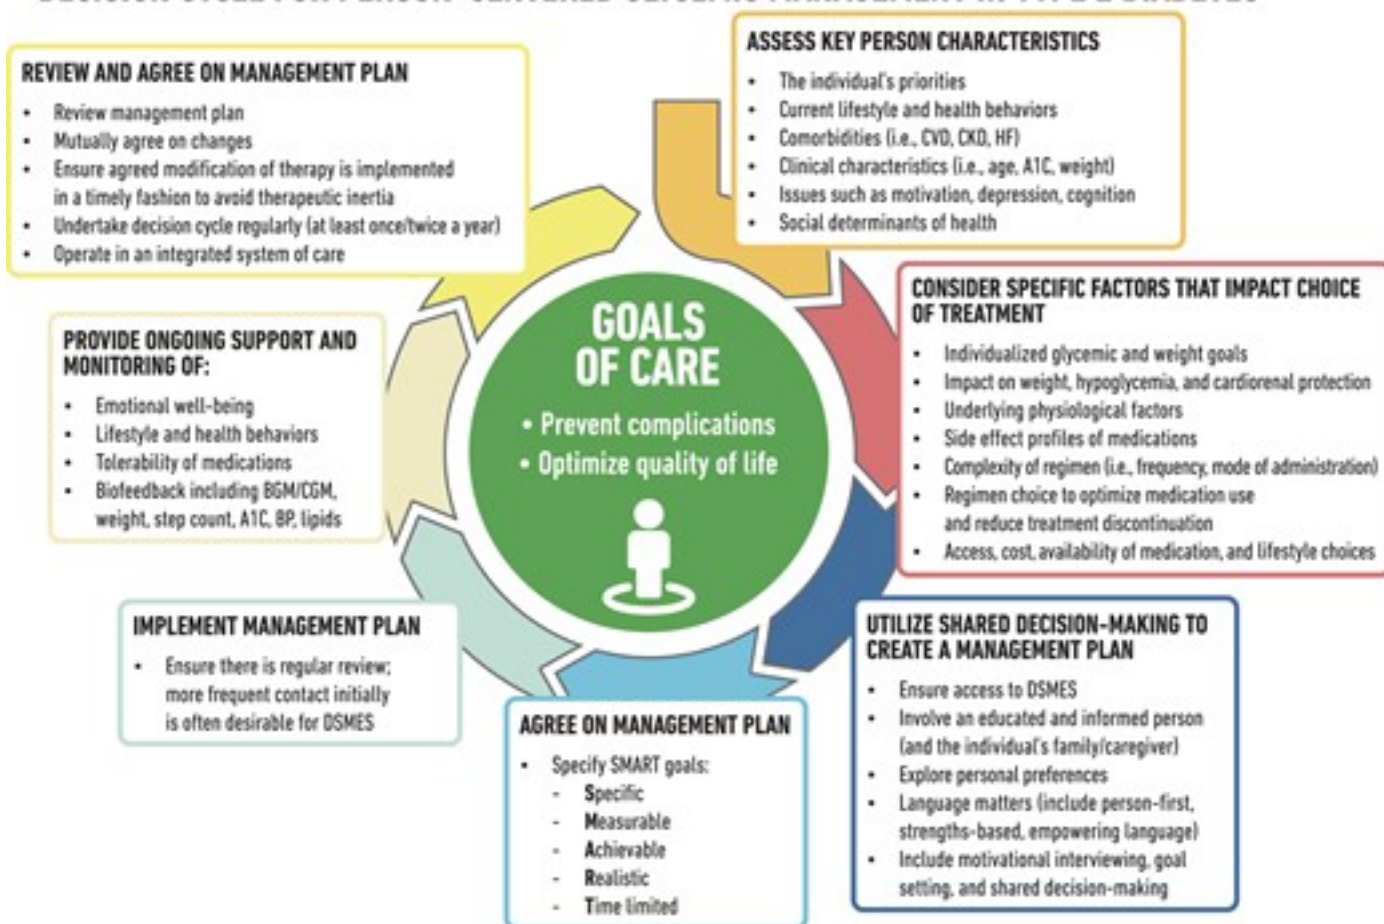 DECISION CYCLE FOR PERSON-CENTERED GLYCEMIC MANAGEMENT IN TYPE 2 DIABETES
ASSESS KEY PERSON CHARACTERISTICS
• The individual's priorities
• Current lifestyle and health behaviors
• Comorbidities (i.e., CVD, CKD, HF)
• Clinical characteristics (i.e., age, A1C, weight)
• Issues such as motivation, depression, cognition
• Social determinants of health
CONSIDER SPECIFIC FACTORS THAT IMPACT CHOICE
OF TREATMENT
• Individualized glycemic and weight goals
• Impact on weight, hypoglycemia, and cardiorenal protection
• Underlying physiological factors
• Side effect profiles of medications
• Complexity of regimen (i.e., frequency, mode of administration)
• Regimen choice to optimize medication use
and reduce treatment discontinuation
• Access, cost, availability of medication, and lifestyle choices
UTILIZE SHARED DECISION-MAKING TO
CREATE A MANAGEMENT PLAN
• Ensure access to DSMES
• Involve an educated and informed person
(and the individual's family/caregiver)
• Explore personal preferences
• Language matters (include person-first,
strengths-based, empowering language)
• Include motivational interviewing, goal
setting, and shared decision-making
AGREE ON MANAGEMENT PLAN
• Specify SMART goals:
- Specific
- Measurable
- Achievable
- Realistic
- Time limited
IMPLEMENT MANAGEMENT PLAN
• Ensure there is regular review;
more frequent contact initially
is often desirable for DSMES
PROVIDE ONGOING SUPPORT AND
MONITORING OF:
• Emotional well-being
• Lifestyle and health behaviors
• Tolerability of medications
• Biofeedback including BGM/CGM,
weight, step count, A1C, BP, lipids
REVIEW AND AGREE ON MANAGEMENT PLAN
• Review management plan
• Mutually agree on changes
• Ensure agreed modification of therapy is implemented
in a timely fashion to avoid therapeutic inertia
• Undertake decision cycle regularly (at least once/twice a year)
• Operate in an integrated system of care
GOALS
OF CARE
• Prevent complications
• Optimize quality of life